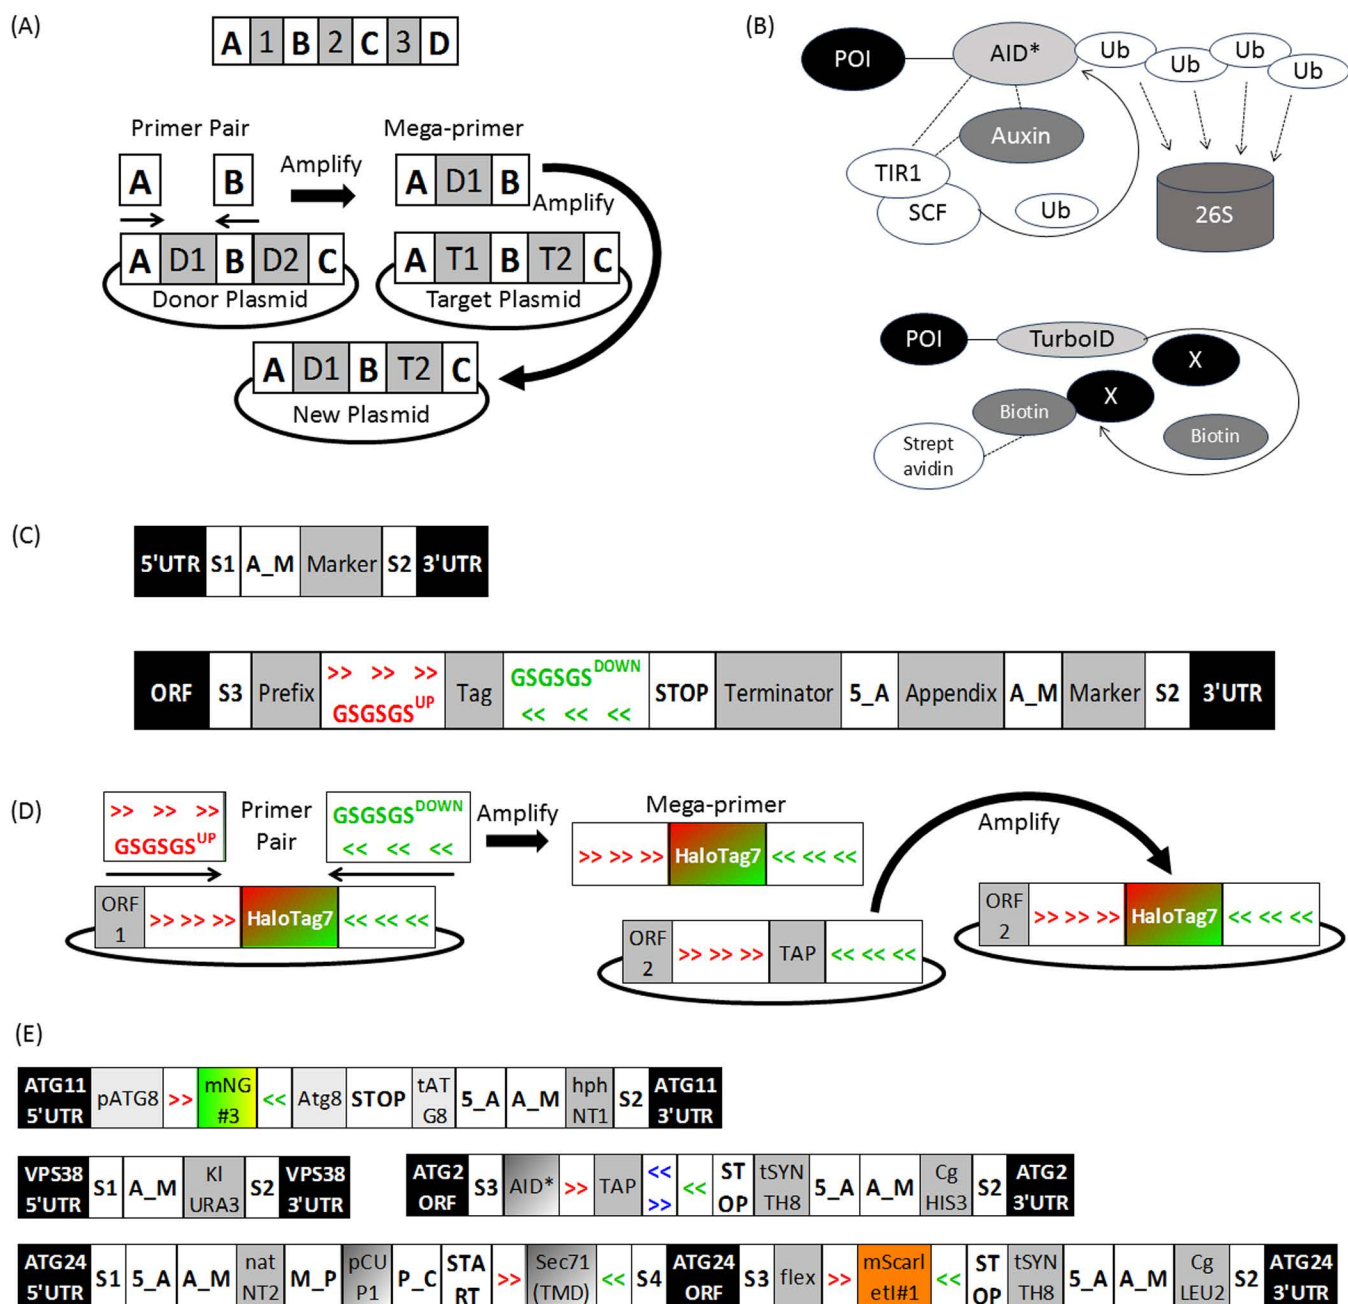 (A)
A 1 B 2 C 3 D
Primer Pair
Mega-primer
A B
Amplify
A D1 B
Amplify
A D1 B D2 C
Donor Plasmid
A T1 B T2 C
Target Plasmid
A D1 B T2 C
New Plasmid
(B)
POI AID* Ub Ub Ub Ub
Auxin
TIR1
SCF
Ub
26S
POI TurboID X
X
Biotin
Biotin
Strept
avidin
(C)
5'UTR S1 A_M Marker S2 3'UTR
ORF S3 Prefix >> >> >> Tag GSGSGS DOWN STOP Terminator 5_A Appendix A_M Marker S2 3'UTR
GSGSGS UP << << <<
(D)
>> >> >>
GSGSGS UP
Primer
Pair
GSGSGS DOWN
<< << <<
Amplify
Mega-primer
>> >> >> HaloTag7 << << <<
Amplify
ORF
1
>> >> >> HaloTag7 << << <<
ORF
2
>> >> >> TAP << << <<
ORF
2
>> >> >> HaloTag7 << << <<
(E)
ATG11 pATG8 >> mNG << Atg8 STOP tAT 5_A A_M hph S2 ATG11
5'UTR #3 G8 NT1 3'UTR
VPS38 S1 A_M Kl S2 VPS38
5'UTR URA3 3'UTR
ATG2 S3 AID* >> TAP << << ST tSYN 5_A A_M Cg S2 ATG2
ORF >> OP TH8 HIS3 3'UTR
ATG24 S1 5_A A_M nat M_P pCU P_C STA >> Sec71 << S4 ATG24 S3 flex >> mScarl << ST tSYN 5_A A_M Cg S2 ATG24
5'UTR NT2 P1 RT (TMD) ORF etI#1 OP TH8 LEU2 3'UTR